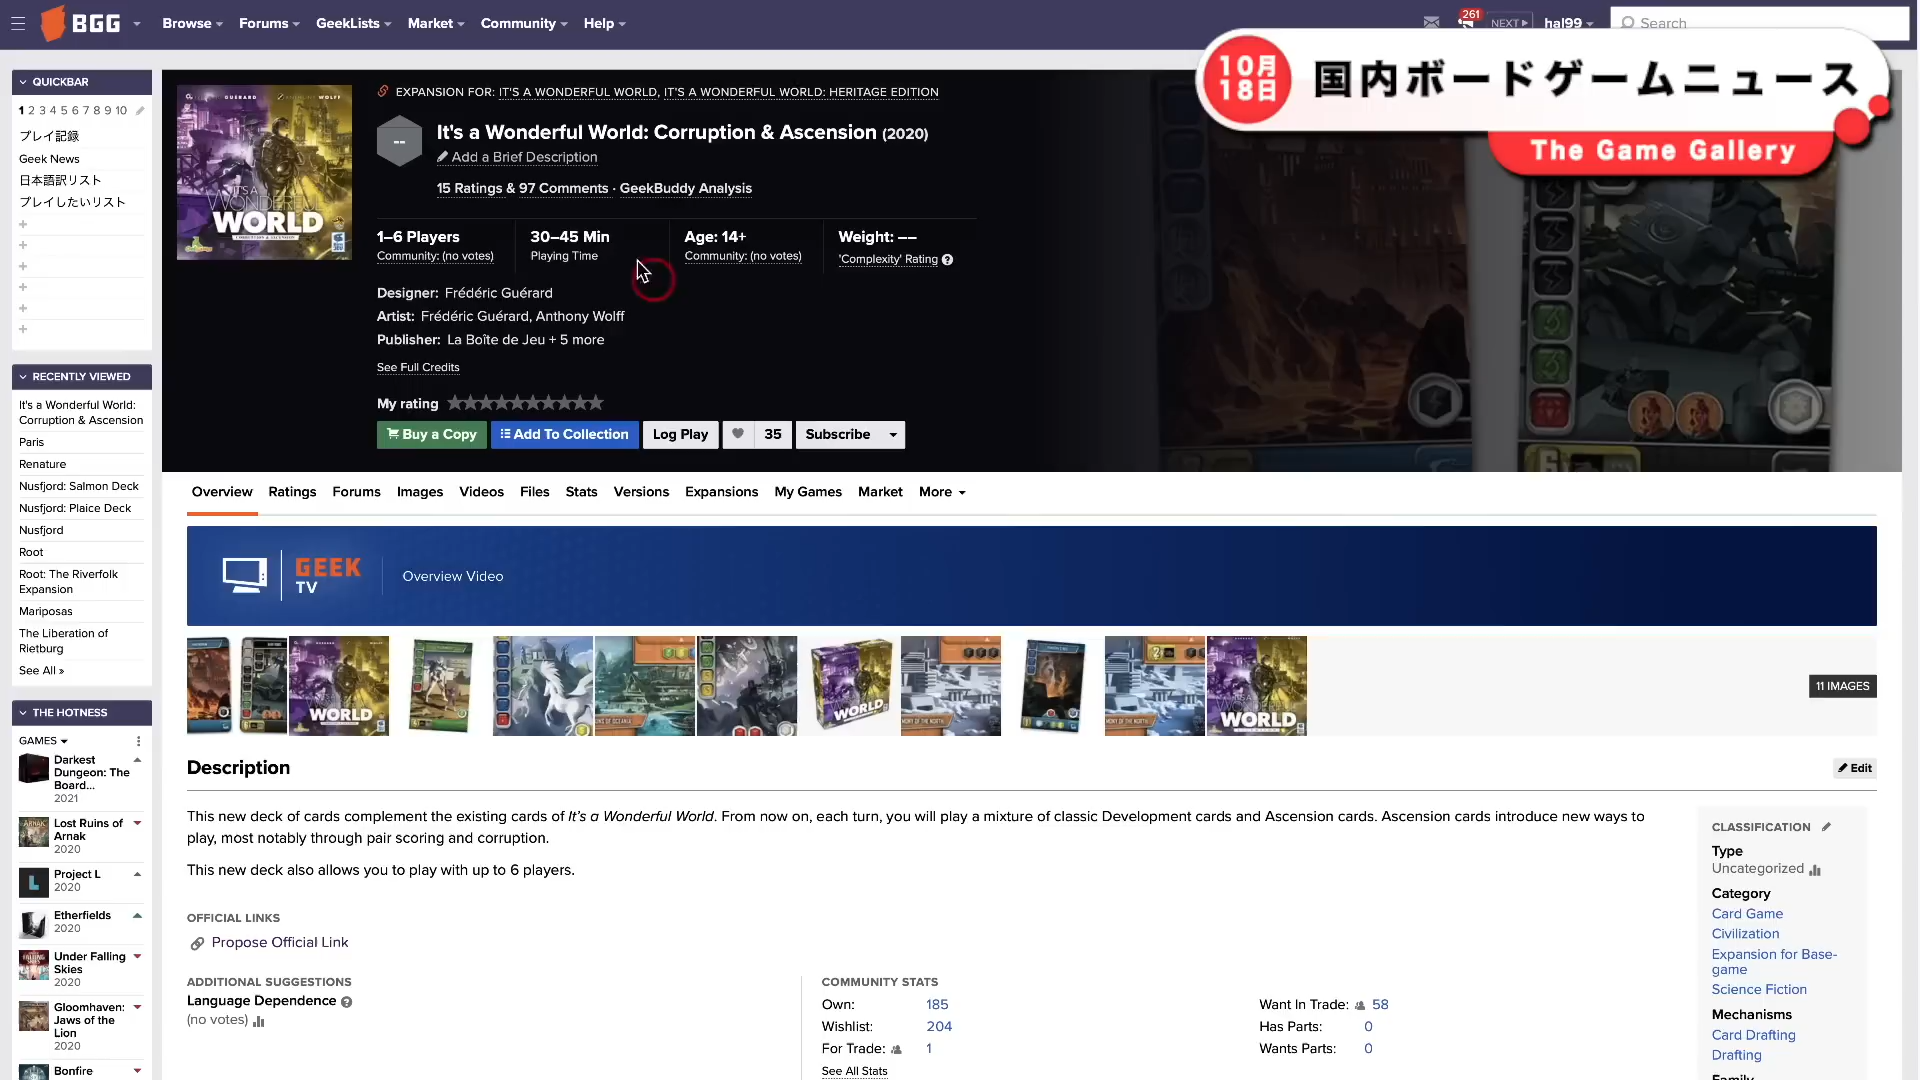 BGG
Browse
Forums
GeekLists
Market
Community
Help
261
NEXT
hal99
Search
10月
18日
国内ボードゲームニュース
The Game Gallery
QUICKBAR
1 2 3 4 5 6 7 8 9 10
プレイ記録
Geek News
日本語訳リスト
プレイしたいリスト
RECENTLY VIEWED
It's a Wonderful World:
Corruption & Ascension
Paris
Renature
Nusfjord: Salmon Deck
Nusfjord: Plaice Deck
Nusfjord
Root
Root: The Riverfolk
Expansion
Mariposas
The Liberation of
Rietburg
See All »
THE HOTNESS
GAMES
Darkest
Dungeon: The
Board...
2021
Lost Ruins of
Arnak
2020
Project L
2020
Etherfields
2020
Under Falling
Skies
2020
Gloomhaven:
Jaws of the
Lion
2020
Bonfire
EXPANSION FOR: IT'S A WONDERFUL WORLD, IT'S A WONDERFUL WORLD: HERITAGE EDITION
--
It's a Wonderful World: Corruption & Ascension (2020)
Add a Brief Description
15 Ratings & 97 Comments · GeekBuddy Analysis
1–6 Players
Community: (no votes)
30–45 Min
Playing Time
Age: 14+
Community: (no votes)
Weight: ––
'Complexity' Rating
Designer: Frédéric Guérard
Artist: Frédéric Guérard, Anthony Wolff
Publisher: La Boîte de Jeu + 5 more
See Full Credits
My rating
Buy a Copy
Add To Collection
Log Play
35
Subscribe
IT'S A
WONDERFUL
WORLD
Overview
Ratings
Forums
Images
Videos
Files
Stats
Versions
Expansions
My Games
Market
More
GEEK
TV
Overview Video
WORLD
WORLD
WORLD
11 IMAGES
Description
Edit
This new deck of cards complement the existing cards of It's a Wonderful World. From now on, each turn, you will play a mixture of classic Development cards and Ascension cards. Ascension cards introduce new ways to
play, most notably through pair scoring and corruption.
This new deck also allows you to play with up to 6 players.
OFFICIAL LINKS
Propose Official Link
ADDITIONAL SUGGESTIONS
Language Dependence
(no votes)
COMMUNITY STATS
Own: 185
Wishlist: 204
For Trade: 1
See All Stats
Want In Trade: 58
Has Parts: 0
Wants Parts: 0
CLASSIFICATION
Type
Uncategorized
Category
Card Game
Civilization
Expansion for Base-
game
Science Fiction
Mechanisms
Card Drafting
Drafting
Family